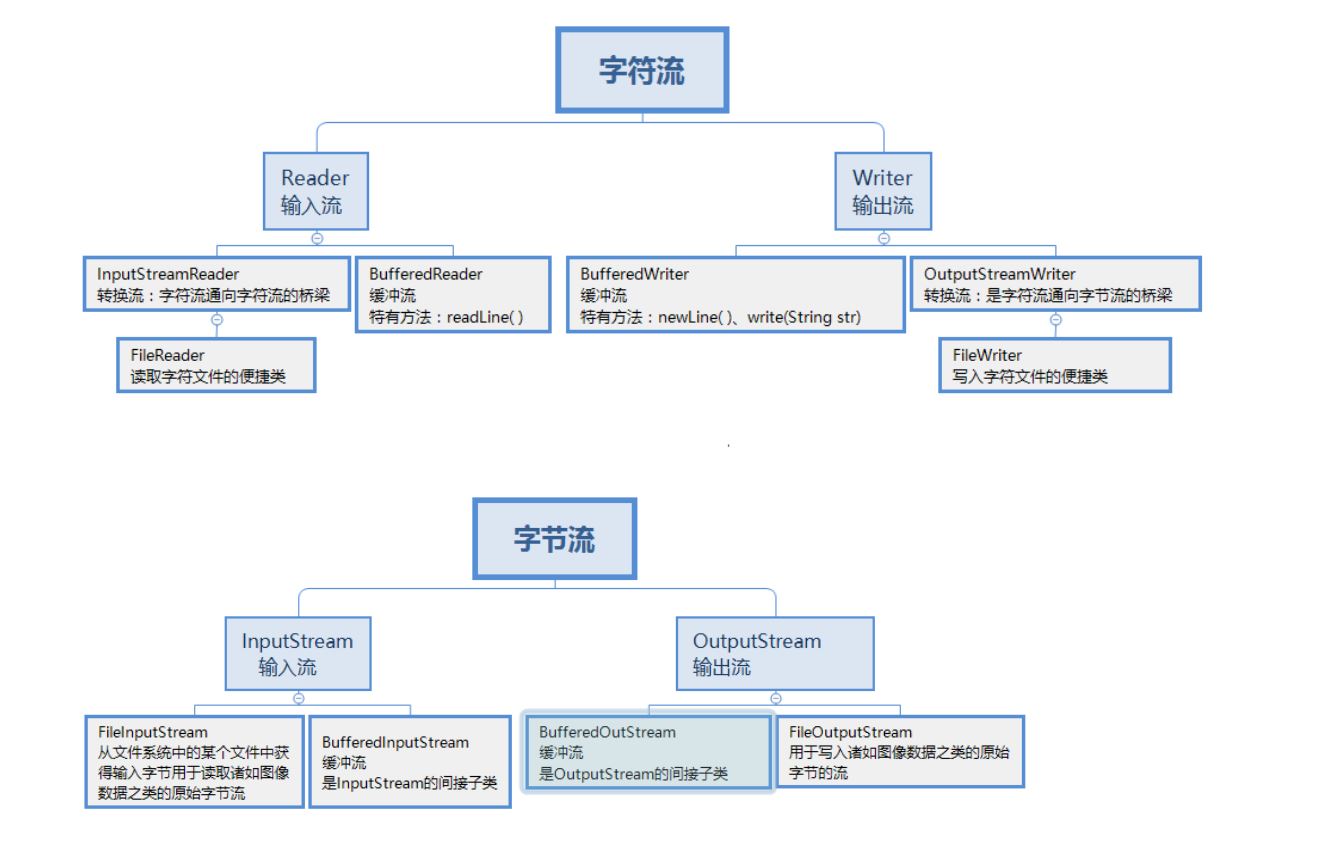 字符流
Reader
输入流
Writer
输出流
InputStreamReader
转换流：字符流通向字符流的桥梁
BufferedReader
缓冲流
特有方法：readLine( )
BufferedWriter
缓冲流
特有方法：newLine( )、write(String str)
OutputStreamWriter
转换流：是字符流通向字节流的桥梁
FileReader
读取字符文件的便捷类
FileWriter
写入字符文件的便捷类
字节流
InputStream
输入流
OutputStream
输出流
FileInputStream
从文件系统中的某个文件中获
得输入字节用于读取诸如图像
数据之类的原始字节流
BufferedInputStream
缓冲流
是InputStream的间接子类
BufferedOutStream
缓冲流
是OutputStream的间接子类
FileOutputStream
用于写入诸如图像数据之类的原始
字节的流